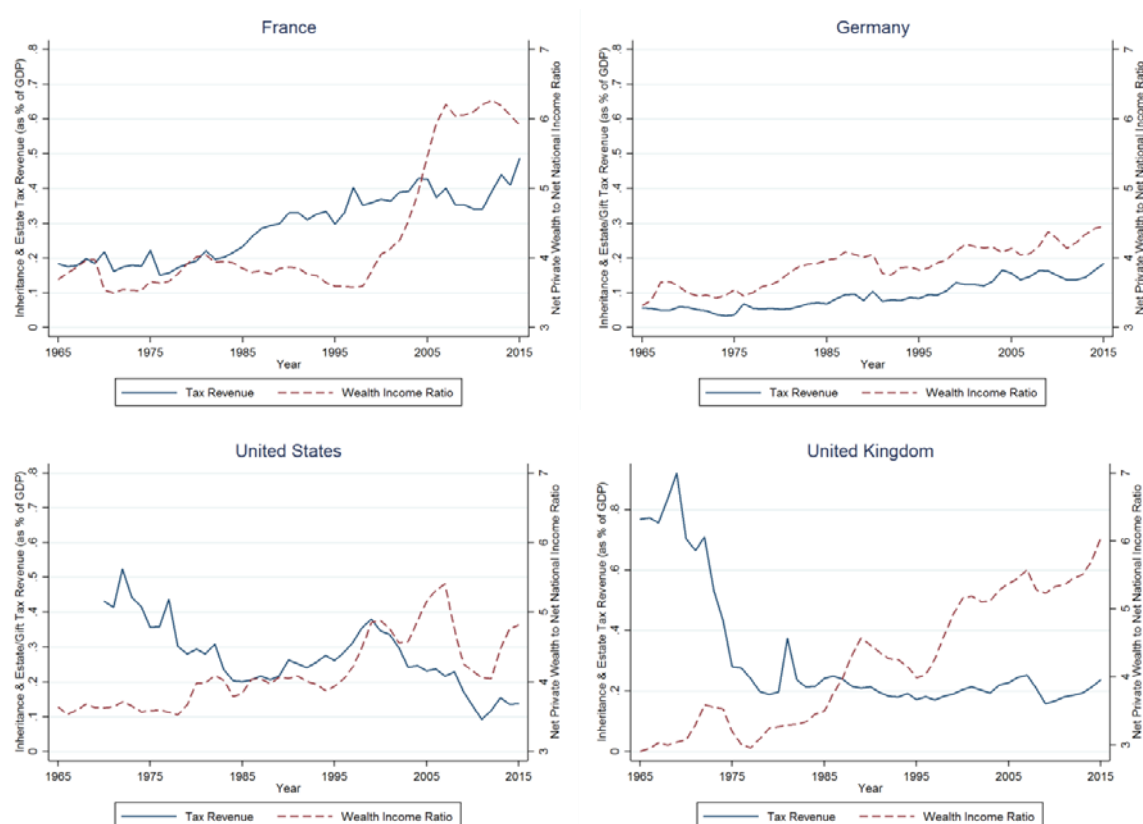 France
Inheritance & Estate Tax Revenue (as % of GDP)
.8
.7
.6
.5
.4
.3
.2
.1
0
7
6
5
4
3
Net Private Wealth to Net National Income Ratio
1965 1975 1985 1995 2005 2015
Year
Tax Revenue Wealth Income Ratio
Germany
Inheritance & Estate/Gift Tax Revenue (as % of GDP)
.8
.7
.6
.5
.4
.3
.2
.1
0
7
6
5
4
3
Net Private Wealth to Net National Income Ratio
1965 1975 1985 1995 2005 2015
Year
Tax Revenue Wealth Income Ratio
United States
Inheritance & Estate/Gift Tax Revenue (as % of GDP)
.8
.7
.6
.5
.4
.3
.2
.1
0
7
6
5
4
3
Net Private Wealth to Net National Income Ratio
1965 1975 1985 1995 2005 2015
Year
Tax Revenue Wealth Income Ratio
United Kingdom
Inheritance & Estate Tax Revenue (as % of GDP)
.8
.6
.4
.2
0
7
6
5
4
3
Net Private Wealth to Net National Income Ratio
1965 1975 1985 1995 2005 2015
Year
Tax Revenue Wealth Income Ratio